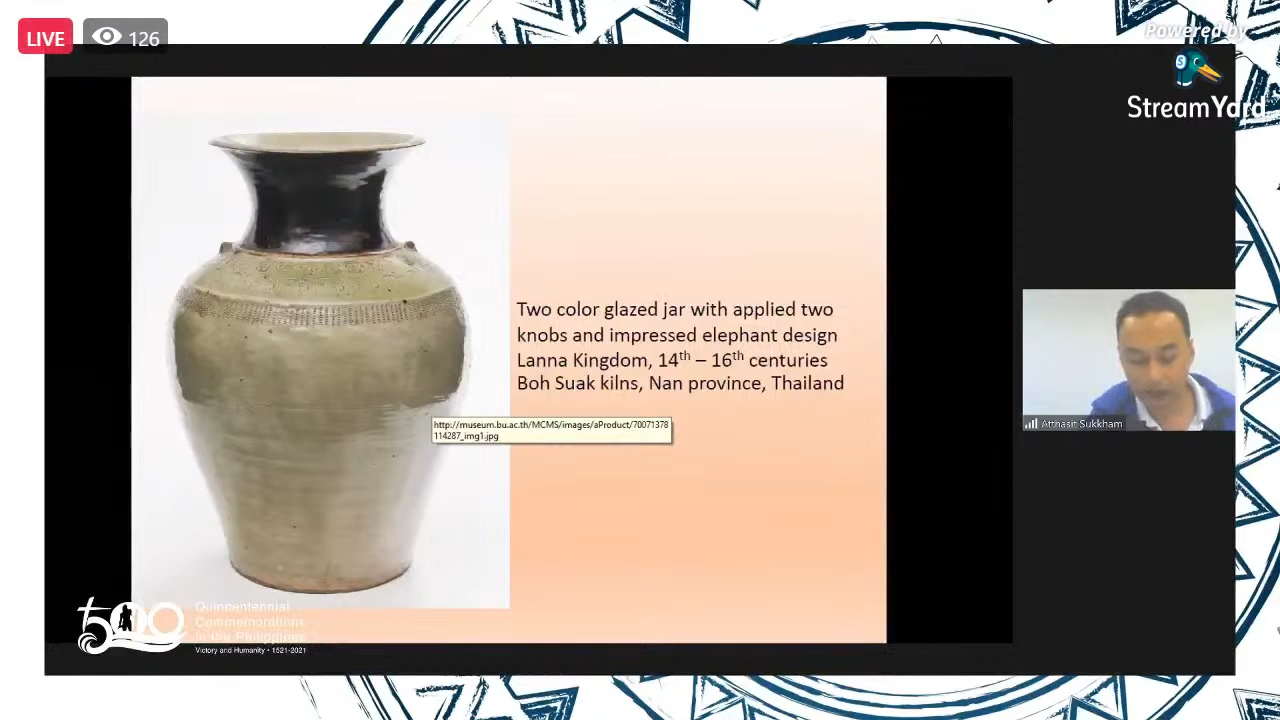 LIVE
126
Powered by
StreamYard
Two color glazed jar with applied two
knobs and impressed elephant design
Lanna Kingdom, 14th – 16th centuries
Boh Suak kilns, Nan province, Thailand
http://museum.bu.ac.th/MCMS/images/aProduct/70071378
114287_img1.jpg
Atthasit Sukkham
500
Quincentennial
Commemorations
in the Philippines
Victory and Humanity • 1521-2021